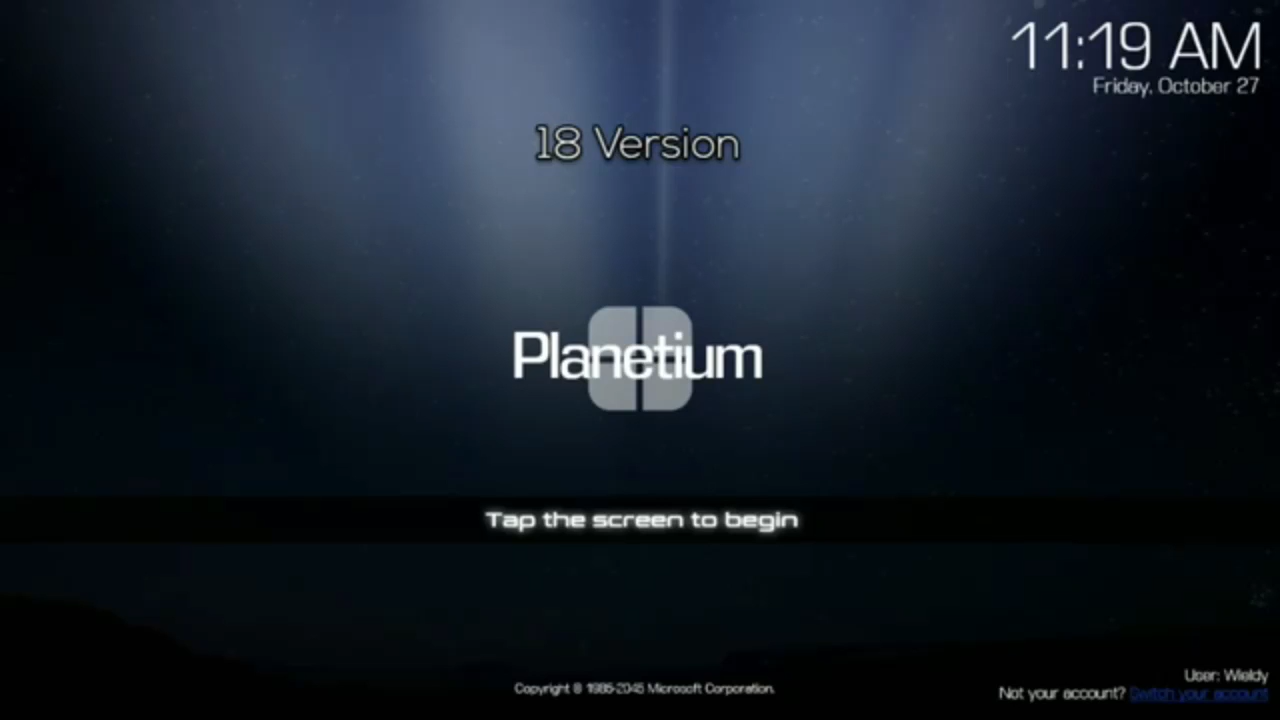 11:19 AM
Friday, October 27
18 Version
Planetium
Tap the screen to begin
Copyright © 1985-2045 Microsoft Corporation.
User: Wieldy
Not your account? Switch your account